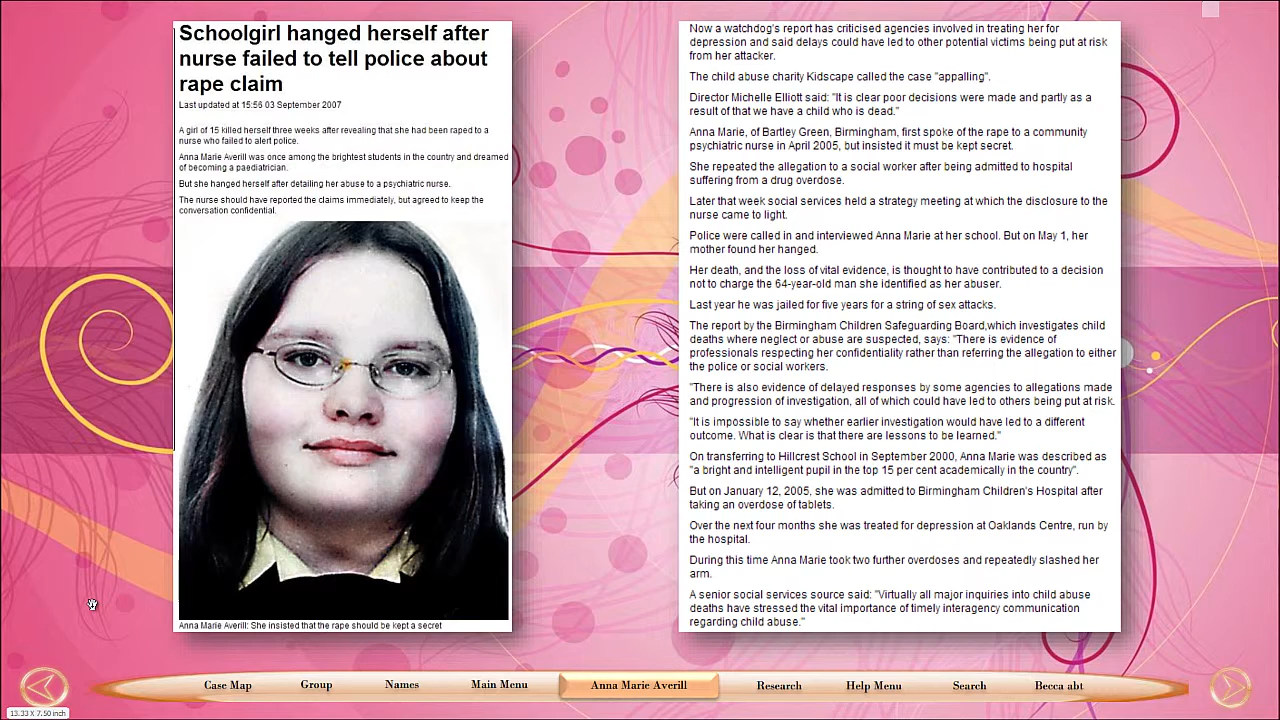 Schoolgirl hanged herself after
nurse failed to tell police about
rape claim
Last updated at 15:56 03 September 2007
A girl of 15 killed herself three weeks after revealing that she had been raped to a
nurse who failed to alert police.
Anna Marie Averill was once among the brightest students in the country and dreamed
of becoming a paediatrician.
But she hanged herself after detailing her abuse to a psychiatric nurse.
The nurse should have reported the claims immediately, but agreed to keep the
conversation confidential.
Anna Marie Averill: She insisted that the rape should be kept a secret
Now a watchdog's report has criticised agencies involved in treating her for
depression and said delays could have led to other potential victims being put at risk
from her attacker.
The child abuse charity Kidscape called the case "appalling".
Director Michelle Elliott said: "It is clear poor decisions were made and partly as a
result of that we have a child who is dead."
Anna Marie, of Bartley Green, Birmingham, first spoke of the rape to a community
psychiatric nurse in April 2005, but insisted it must be kept secret.
She repeated the allegation to a social worker after being admitted to hospital
suffering from a drug overdose.
Later that week social services held a strategy meeting at which the disclosure to the
nurse came to light.
Police were called in and interviewed Anna Marie at her school. But on May 1, her
mother found her hanged.
Her death, and the loss of vital evidence, is thought to have contributed to a decision
not to charge the 64-year-old man she identified as her abuser.
Last year he was jailed for five years for a string of sex attacks.
The report by the Birmingham Children Safeguarding Board,which investigates child
deaths where neglect or abuse are suspected, says: "There is evidence of
professionals respecting her confidentiality rather than referring the allegation to either
the police or social workers.
"There is also evidence of delayed responses by some agencies to allegations made
and progression of investigation, all of which could have led to others being put at risk.
"It is impossible to say whether earlier investigation would have led to a different
outcome. What is clear is that there are lessons to be learned."
On transferring to Hillcrest School in September 2000, Anna Marie was described as
"a bright and intelligent pupil in the top 15 per cent academically in the country".
But on January 12, 2005, she was admitted to Birmingham Children's Hospital after
taking an overdose of tablets.
Over the next four months she was treated for depression at Oaklands Centre, run by
the hospital.
During this time Anna Marie took two further overdoses and repeatedly slashed her
arm.
A senior social services source said: "Virtually all major inquiries into child abuse
deaths have stressed the vital importance of timely interagency communication
regarding child abuse."
Case Map Group Names Main Menu Anna Marie Averill Research Help Menu Search Becca abt
13.33 X 7.50 inch